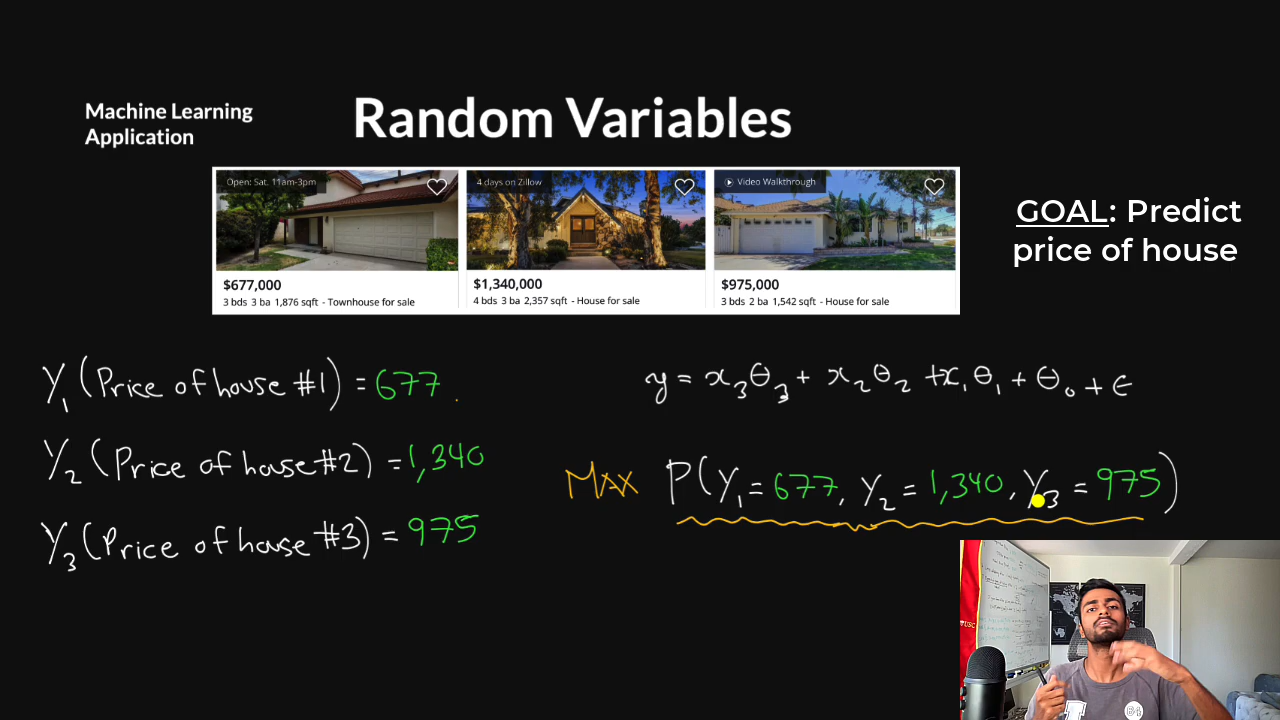 Machine Learning
Application
Random Variables
Open: Sat. 11am-3pm
4 days on Zillow
Video Walkthrough
$677,000
3 bds 3 ba 1,876 sqft - Townhouse for sale
$1,340,000
4 bds 3 ba 2,357 sqft - House for sale
$975,000
3 bds 2 ba 1,542 sqft - House for sale
GOAL: Predict
price of house
Y₁ (Price of house #1) = 677
Y₂ (Price of house #2) = 1,340
Y₃ (Price of house #3) = 975
y = x₃θ₃ + x₂θ₂ + x₁θ₁ + θ₀ + ϵ
MAX P(Y₁ = 677, Y₂ = 1,340, Y₃ = 975)
USC